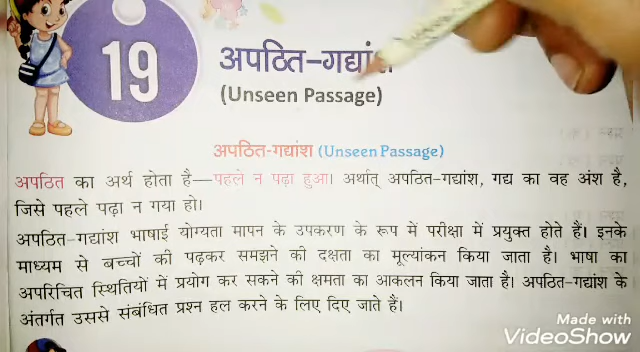 19
अपठित-गद्यांश
(Unseen Passage)
अपठित-गद्यांश (Unseen Passage)
अपठित का अर्थ होता है—पहले न पढ़ा हुआ। अर्थात् अपठित-गद्यांश, गद्य का वह अंश है,
जिसे पहले पढ़ा न गया हो।
अपठित-गद्यांश भाषाई योग्यता मापन के उपकरण के रूप में परीक्षा में प्रयुक्त होते हैं। इनके
माध्यम से बच्चों की पढ़कर समझने की दक्षता का मूल्यांकन किया जाता है। भाषा का
अपरिचित स्थितियों में प्रयोग कर सकने की क्षमता का आकलन किया जाता है। अपठित-गद्यांश के
अंतर्गत उससे संबंधित प्रश्न हल करने के लिए दिए जाते हैं।
Made with
VideoShow